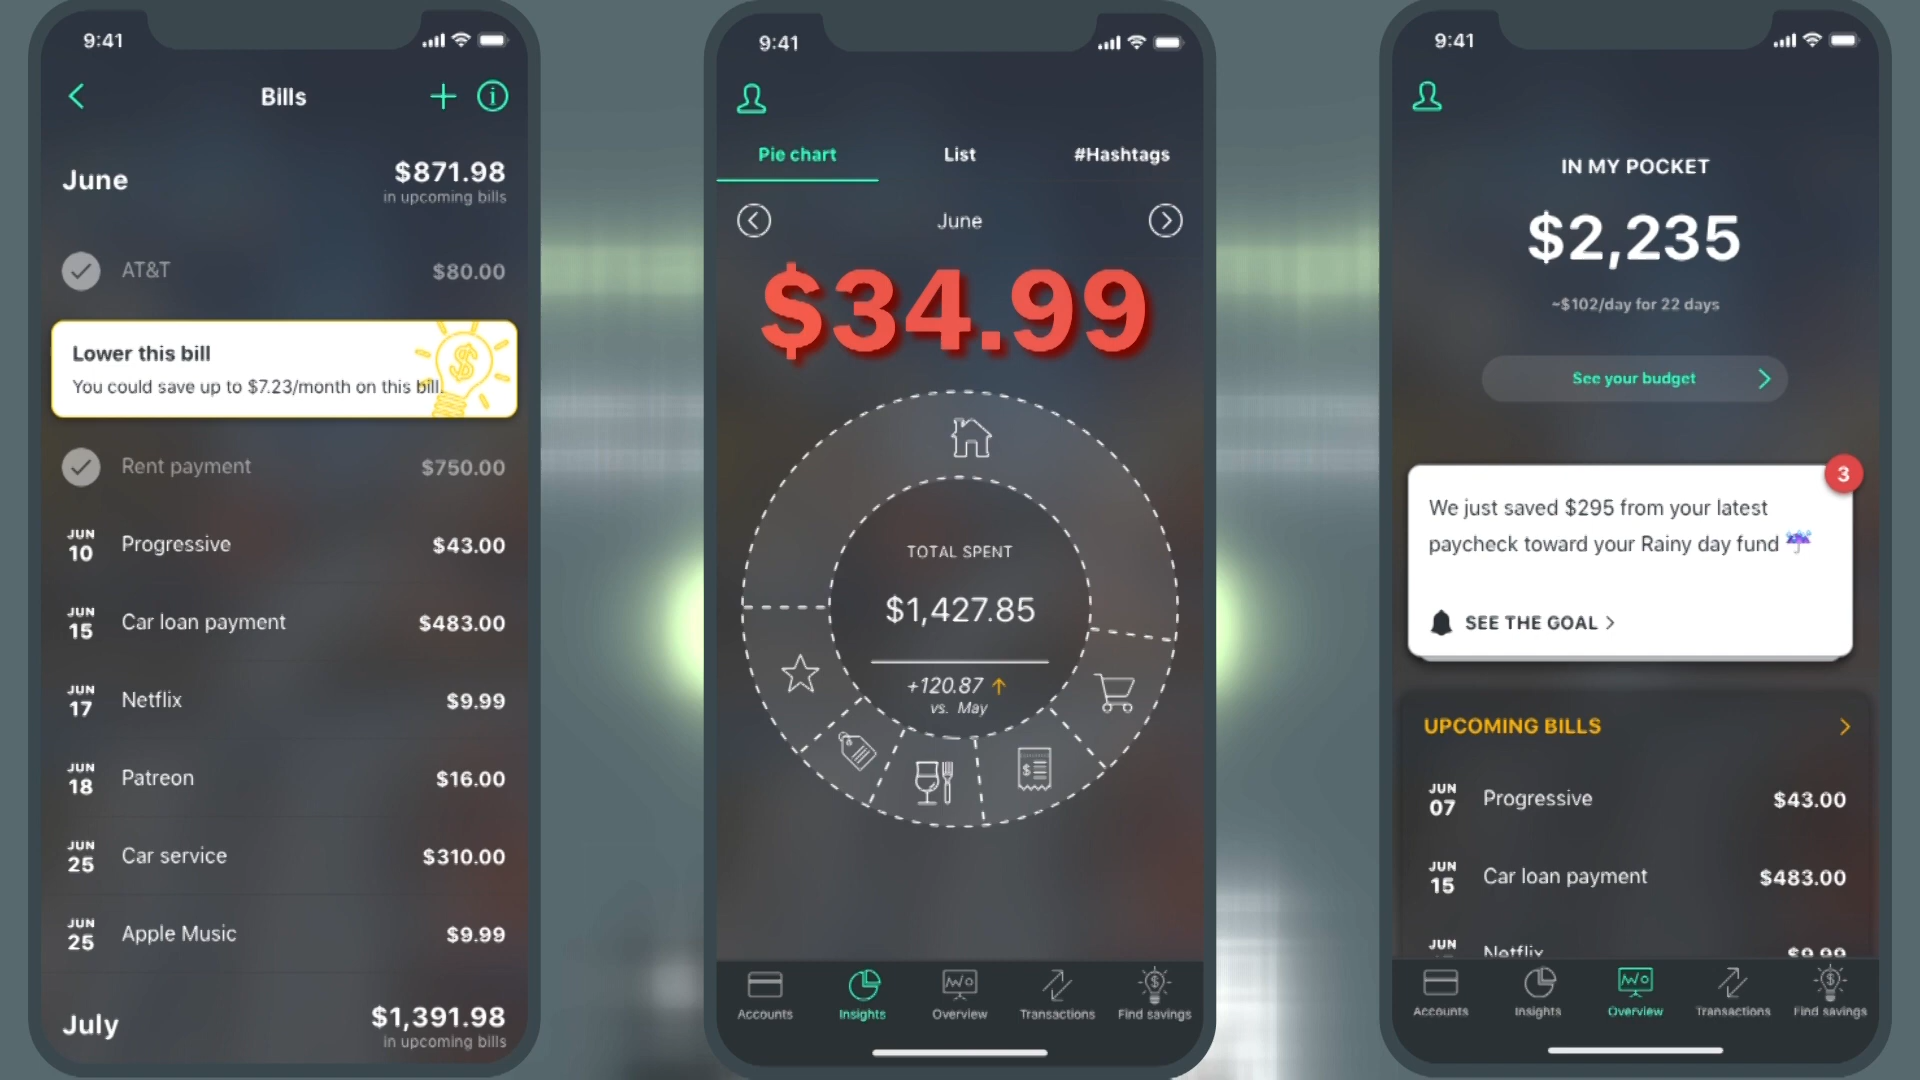 9:41
Bills
June
$871.98
in upcoming bills
AT&T
$80.00
Lower this bill
You could save up to $7.23/month on this bill.
Rent payment
$750.00
JUN
10
Progressive
$43.00
JUN
15
Car loan payment
$483.00
JUN
17
Netflix
$9.99
JUN
18
Patreon
$16.00
JUN
25
Car service
$310.00
JUN
25
Apple Music
$9.99
July
$1,391.98
in upcoming bills
9:41
Pie chart
List
#Hashtags
June
$34.99
TOTAL SPENT
$1,427.85
+120.87
vs. May
Accounts
Insights
Overview
Transactions
Find savings
9:41
IN MY POCKET
$2,235
~$102/day for 22 days
See your budget
3
We just saved $295 from your latest
paycheck toward your Rainy day fund ☔
SEE THE GOAL
UPCOMING BILLS
JUN
07
Progressive
$43.00
JUN
15
Car loan payment
$483.00
JUN
Netflix
$9.99
Accounts
Insights
Overview
Transactions
Find savings